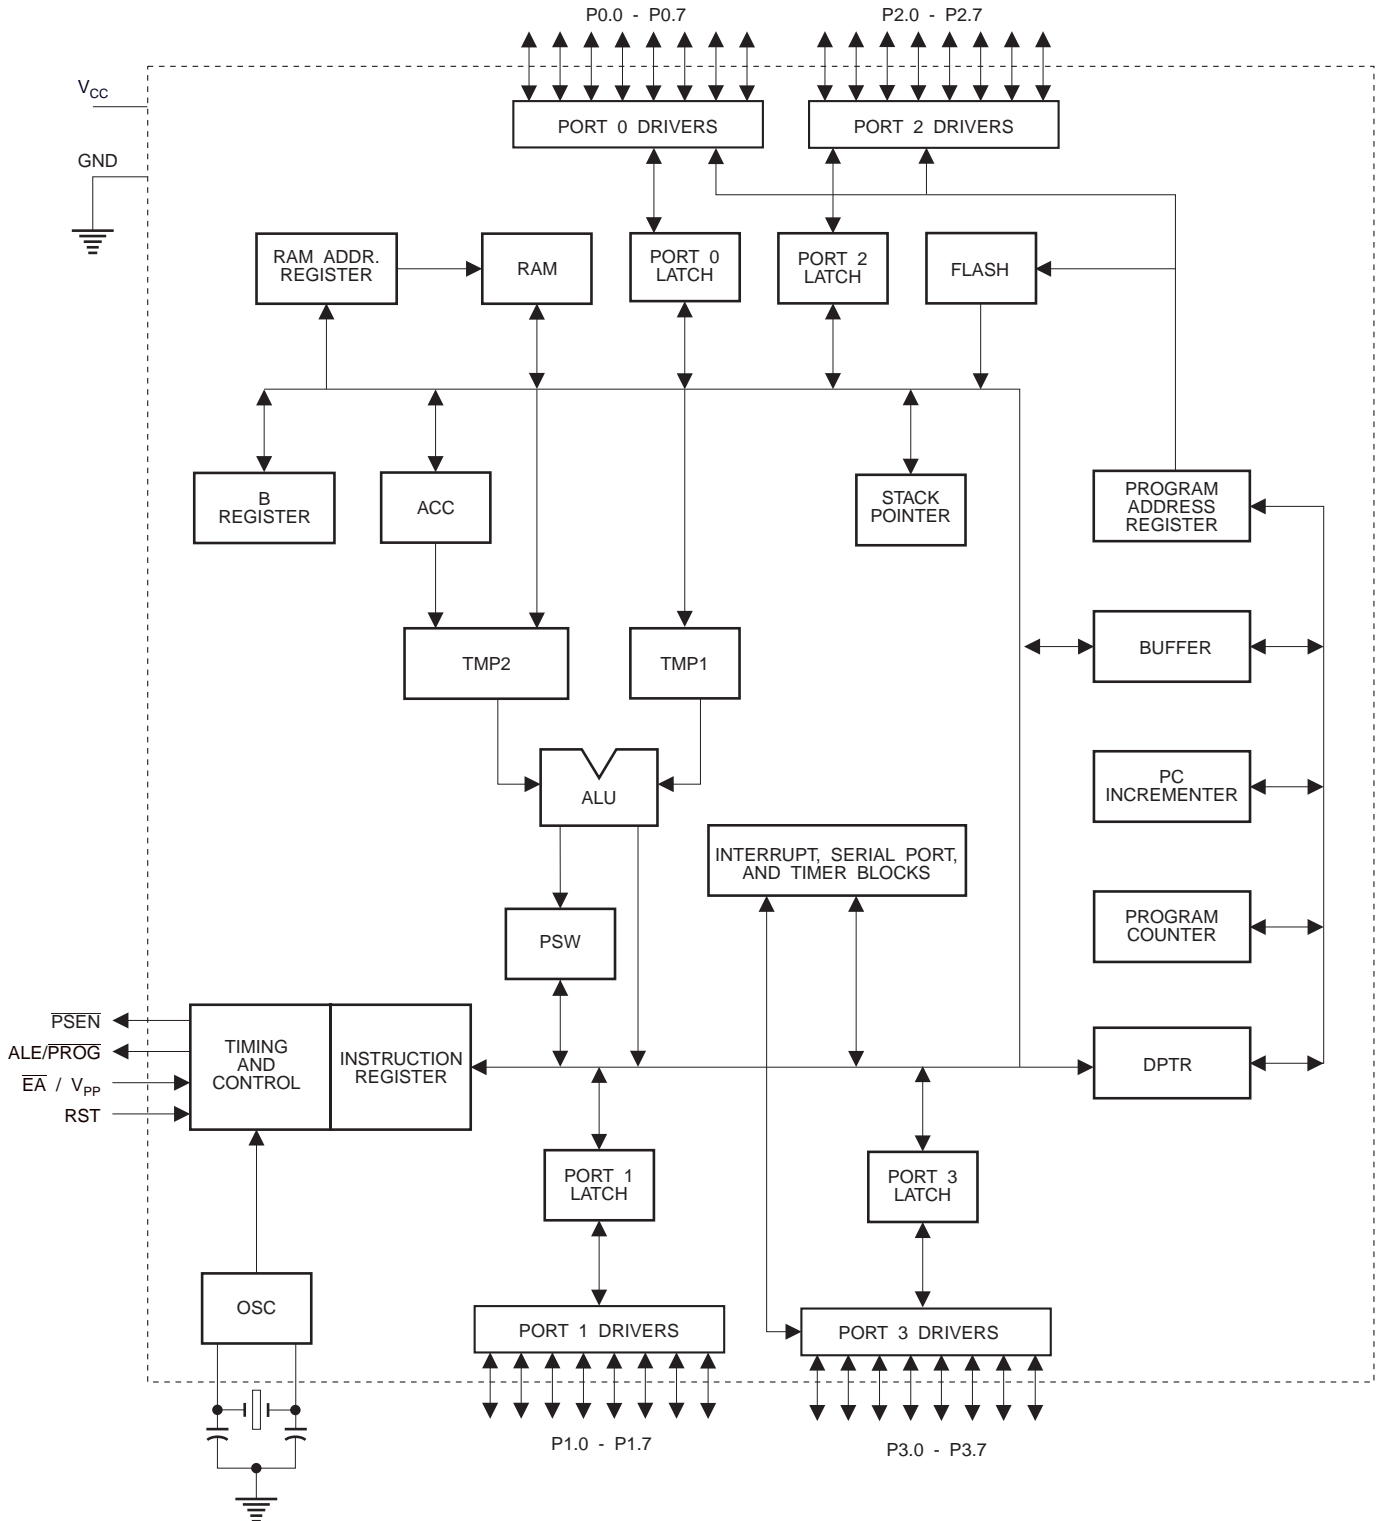 P0.0 - P0.7
P2.0 - P2.7
VCC
GND
PORT 0 DRIVERS
PORT 2 DRIVERS
RAM ADDR.
REGISTER
RAM
PORT 0
LATCH
PORT 2
LATCH
FLASH
B
REGISTER
ACC
STACK
POINTER
PROGRAM
ADDRESS
REGISTER
TMP2
TMP1
BUFFER
ALU
PC
INCREMENTER
INTERRUPT, SERIAL PORT,
AND TIMER BLOCKS
PSW
PROGRAM
COUNTER
PSEN
ALE/PROG
EA / VPP
RST
TIMING
AND
CONTROL
INSTRUCTION
REGISTER
DPTR
PORT 1
LATCH
PORT 3
LATCH
OSC
PORT 1 DRIVERS
PORT 3 DRIVERS
P1.0 - P1.7
P3.0 - P3.7